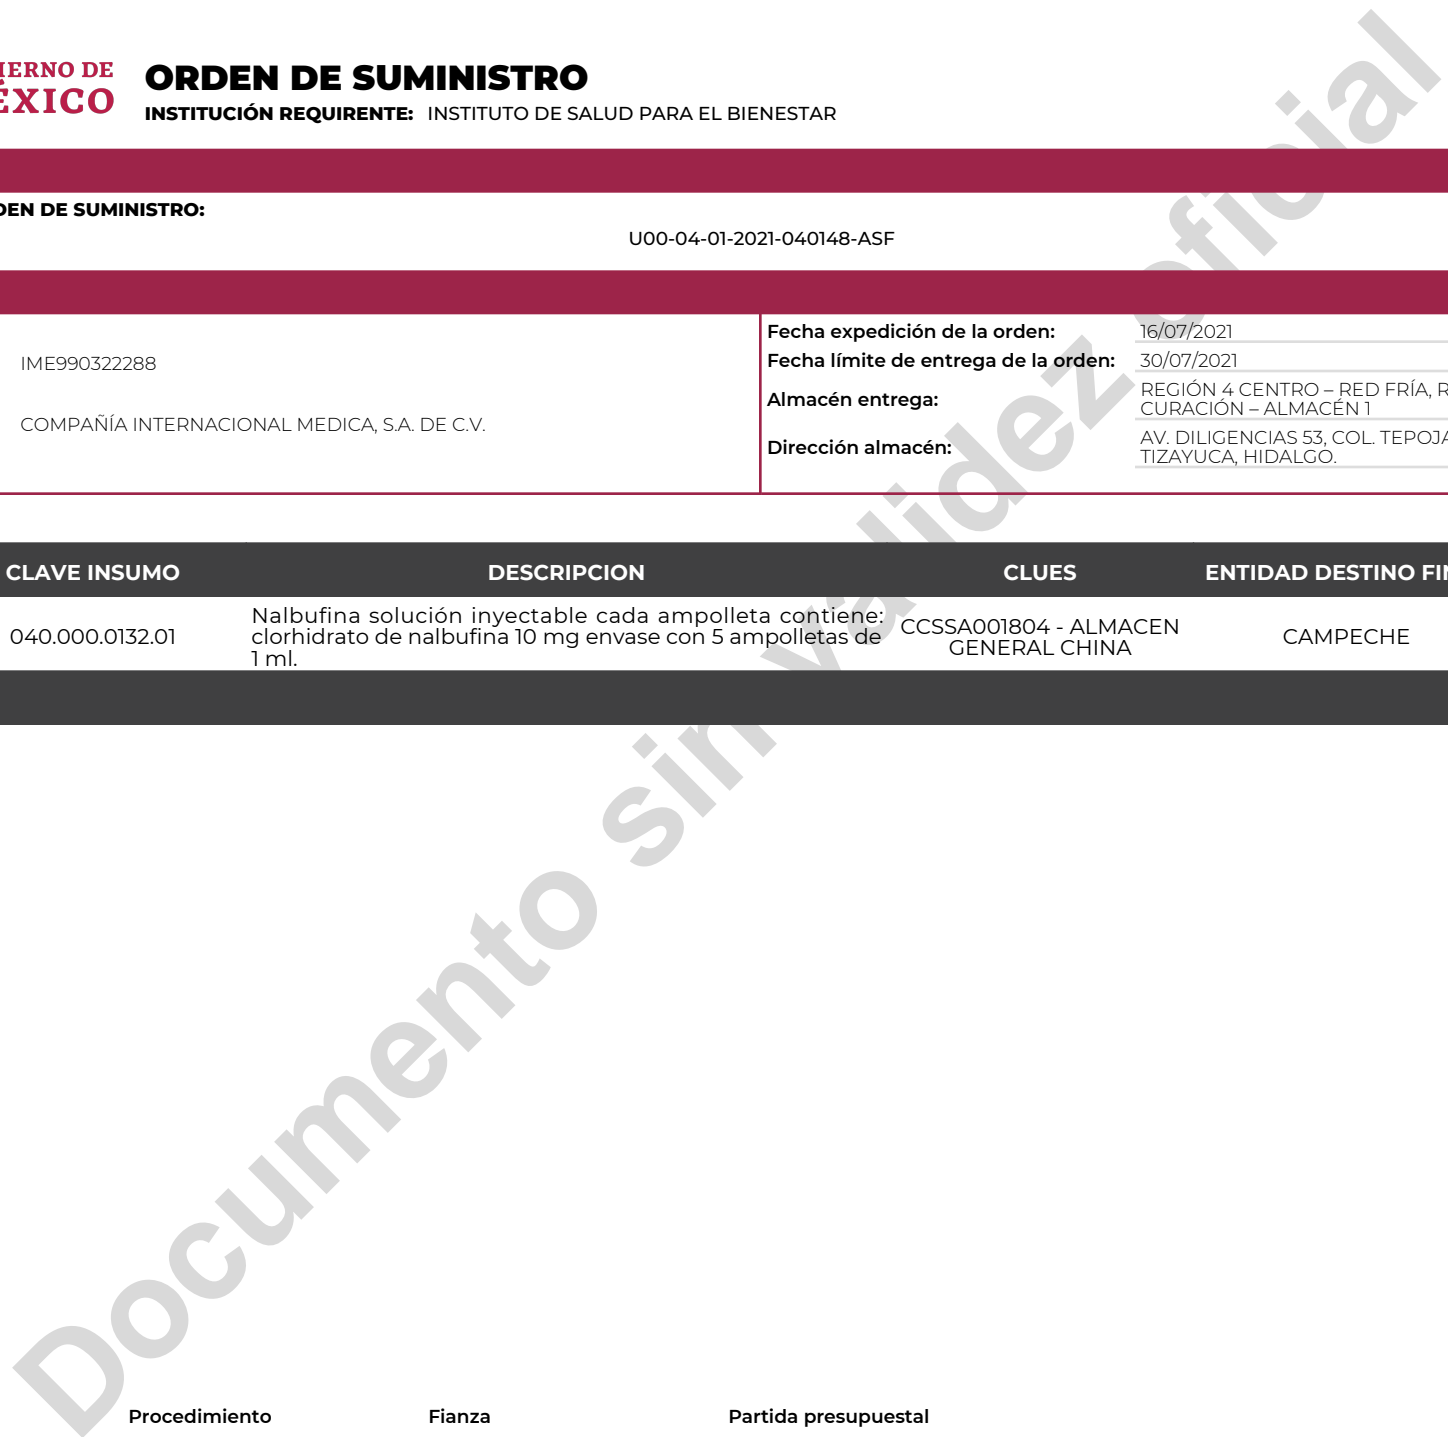 ORDEN DE SUMINISTRO
INSTITUCIÓN REQUIRENTE: INSTITUTO DE SALUD PARA EL BIENESTAR
DE
XICO
DE SUMINISTRO:
U00-04-01-2021-040148-ASF
IME990322288
COMPAÑÍA INTERNACIONAL MEDICA, S.A. DE C.V.
Fecha expedición de la orden: 16/07/2021
Fecha límite de entrega de la orden: 30/07/2021
Almacén entrega: REGIÓN 4 CENTRO – RED FRÍA,
CURACIÓN – ALMACÉN 1
Dirección almacén: AV. DILIGENCIAS 53, COL.
TIZAYUCA, HIDALGO.
CLAVE INSUMO DESCRIPCION CLUES ENTIDAD DESTINO
040.000.0132.01
Nalbufina solución inyectable cada ampolleta contiene:
clorhidrato de nalbufina 10 mg envase con 5 ampolletas de
1 ml.
CCSSA001804 - ALMACEN
GENERAL CHINA
CAMPECHE
Documento sin validez oficial
Procedimiento Fianza Partida presupuestal